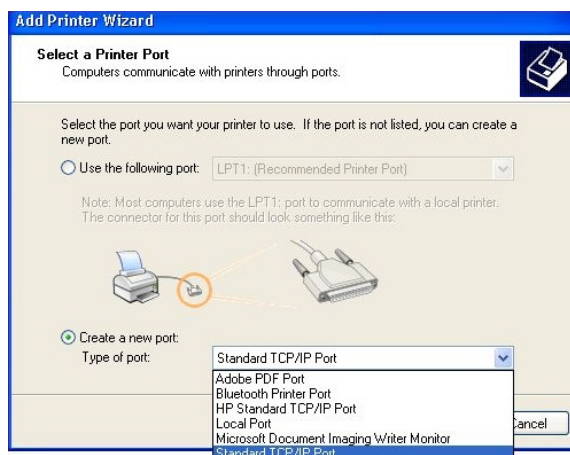 Add Printer Wizard
Select a Printer Port
Computers communicate with printers through ports.
Select the port you want your printer to use.  If the port is not listed, you can create a
new port.
Use the following port: LPT1: (Recommended Printer Port)
Note: Most computers use the LPT1: port to communicate with a local printer.
The connector for this port should look something like this:
Create a new port:
Type of port: Standard TCP/IP Port
Adobe PDF Port
Bluetooth Printer Port
HP Standard TCP/IP Port
Local Port
Cancel
Microsoft Document Imaging Writer Monitor
Standard TCP/IP Port